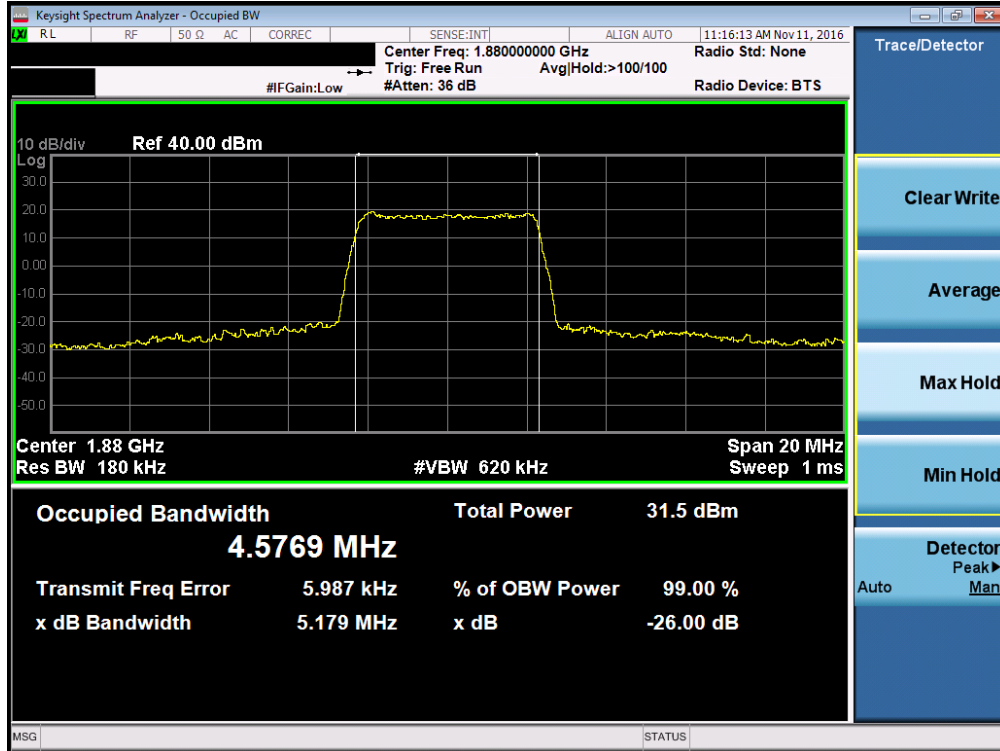 Keysight Spectrum Analyzer - Occupied BW
LXI RL RF 50 Ω AC CORREC SENSE:INT ALIGN AUTO 11:16:13 AM Nov 11, 2016
Center Freq: 1.880000000 GHz Radio Std: None
Trig: Free Run Avg|Hold:>100/100
#IFGain:Low #Atten: 36 dB Radio Device: BTS
Trace/Detector
10 dB/div Ref 40.00 dBm
Log
30.0
20.0
10.0
0.00
-10.0
-20.0
-30.0
-40.0
-50.0
Center 1.88 GHz Span 20 MHz
Res BW 180 kHz #VBW 620 kHz Sweep 1 ms
Occupied Bandwidth Total Power 31.5 dBm
4.5769 MHz
Transmit Freq Error 5.987 kHz % of OBW Power 99.00 %
x dB Bandwidth 5.179 MHz x dB -26.00 dB
Clear Write
Average
Max Hold
Min Hold
Detector
Peak▶
Auto Man
MSG STATUS